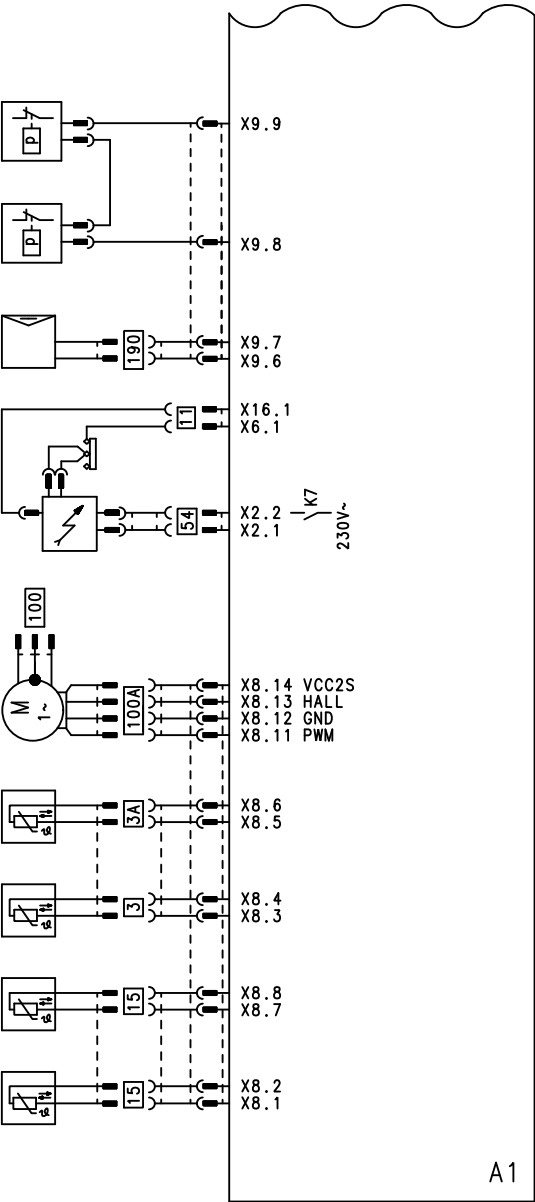 X9.9
p
p
X9.8
190
X9.7
X9.6
11
X16.1
X6.1
54
X2.2
X2.1
K7
230V~
100
M
1~
100A
X8.14 VCC2S
X8.13 HALL
X8.12 GND
X8.11 PWM
ϑ
3A
X8.6
X8.5
ϑ
3
X8.4
X8.3
ϑ
15
X8.8
X8.7
ϑ
15
X8.2
X8.1
A1